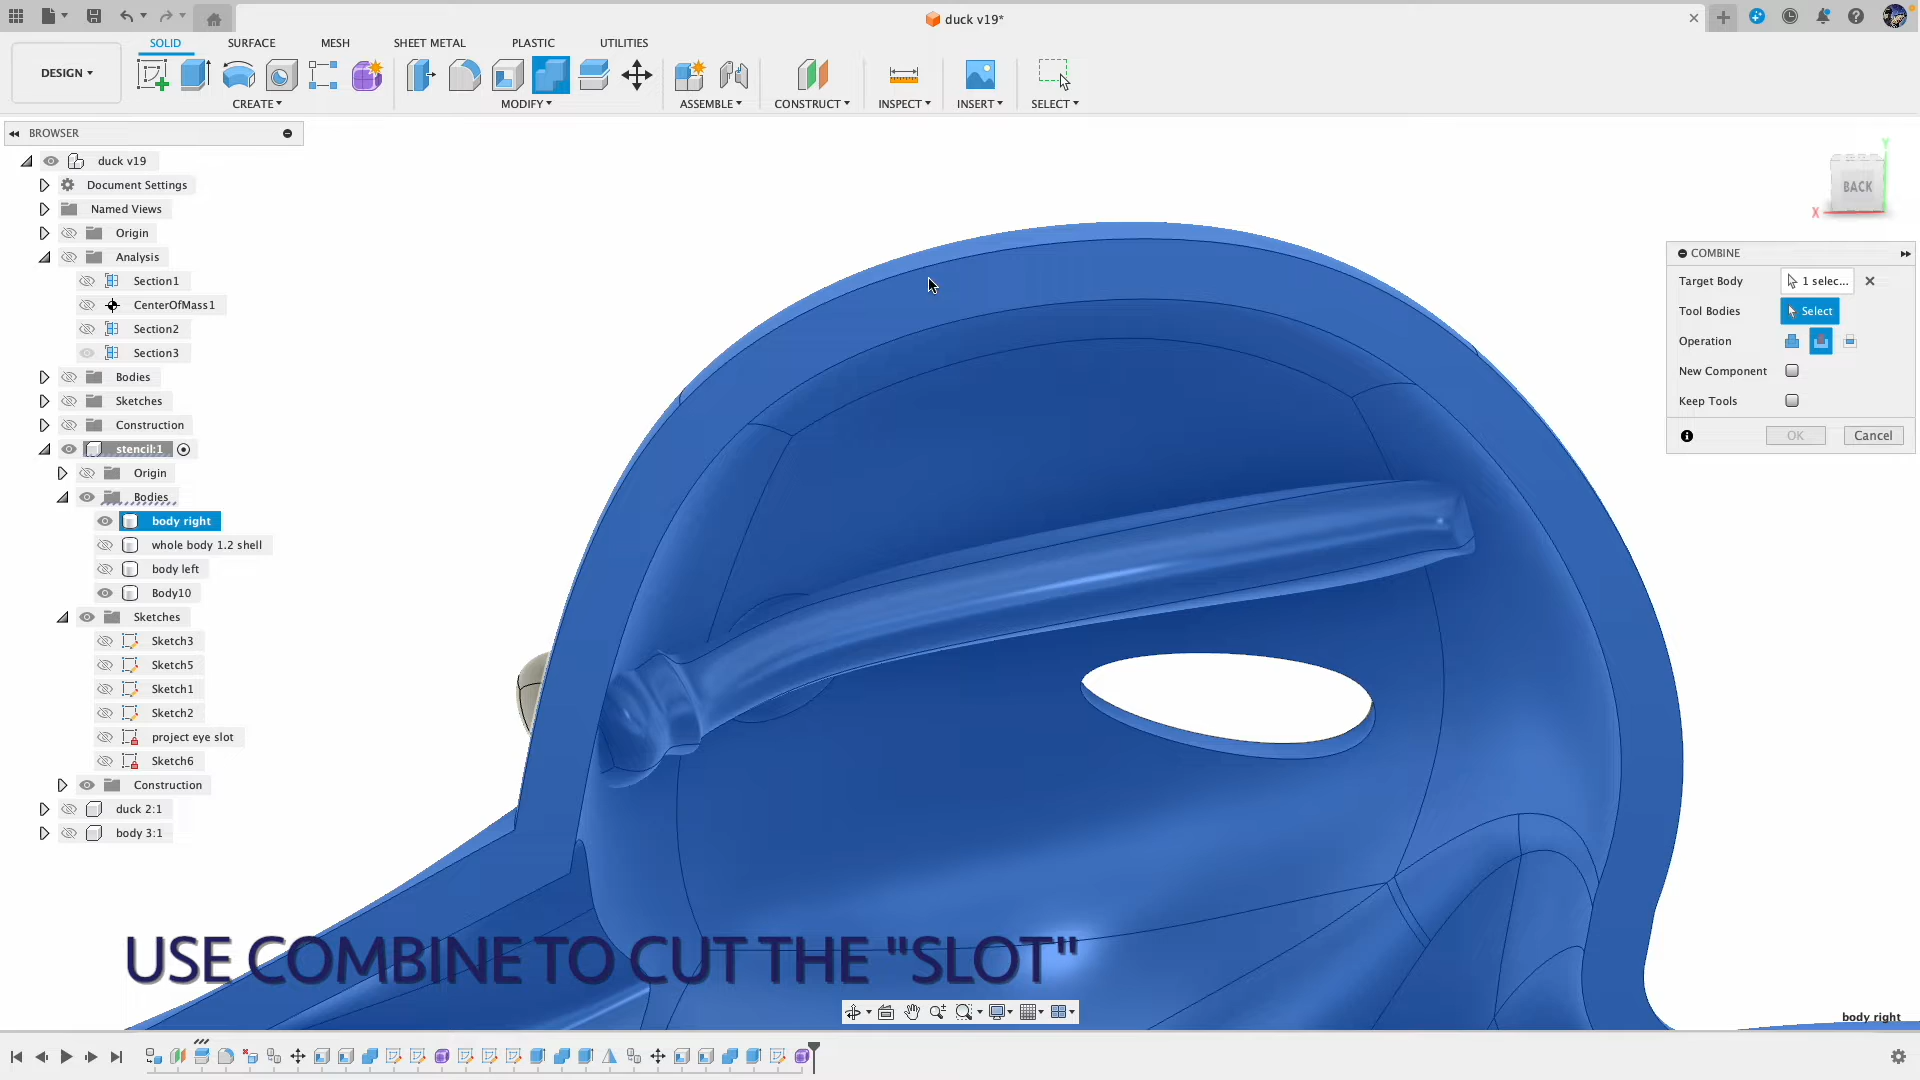 duck v19*
DESIGN
SOLID
SURFACE
MESH
SHEET METAL
PLASTIC
UTILITIES
CREATE
MODIFY
ASSEMBLE
CONSTRUCT
INSPECT
INSERT
SELECT
BROWSER
duck v19
Document Settings
Named Views
Origin
Analysis
Section1
CenterOfMass1
Section2
Section3
Bodies
Sketches
Construction
stencil:1
Origin
Bodies
body right
whole body 1.2 shell
body left
Body10
Sketches
Sketch3
Sketch5
Sketch1
Sketch2
project eye slot
Sketch6
Construction
duck 2:1
body 3:1
Y
BACK
X
COMBINE
Target Body
1 selec...
Tool Bodies
Select
Operation
New Component
Keep Tools
OK
Cancel
USE COMBINE TO CUT THE "SLOT"
body right